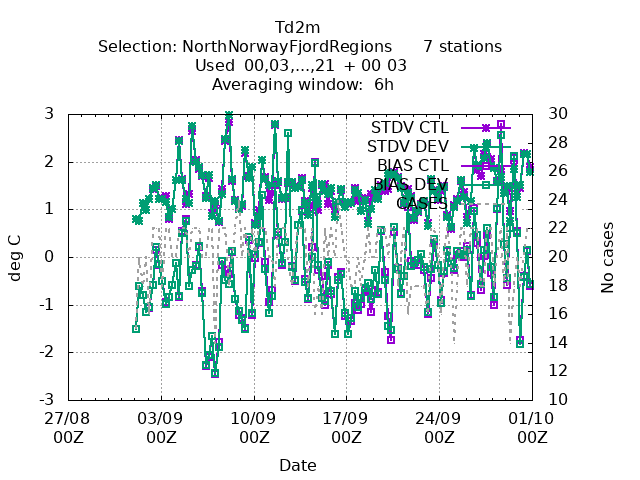 Td2m
Selection: NorthNorwayFjordRegions 7 stations
Used 00,03,...,21 + 00 03
Averaging window: 6h
STDV CTL
STDV DEV
BIAS CTL
BIAS DEV
CASES
deg C
3
2
1
0
-1
-2
-3
No cases
30
28
26
24
22
20
18
16
14
12
10
27/08 03/09 10/09 17/09 24/09 01/10
00Z 00Z 00Z 00Z 00Z 00Z
Date